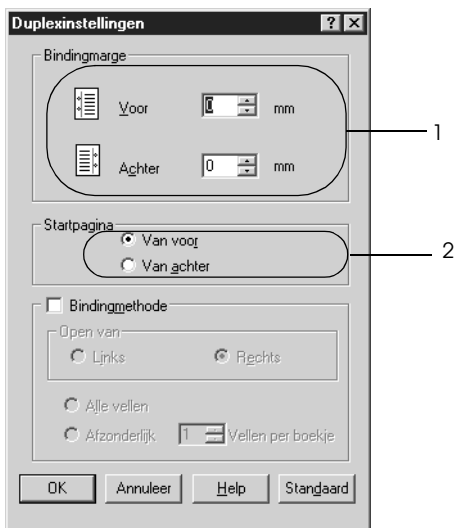 Duplexinstellingen
Bindingmarge
Voor 0 mm
1
Achter 0 mm
Startpagina
Van voor
2
Van achter
Bindingmethode
Open van
Links Rechts
Alle vellen
Afzonderlijk 1 Vellen per boekje
OK Annuleer Help Standaard